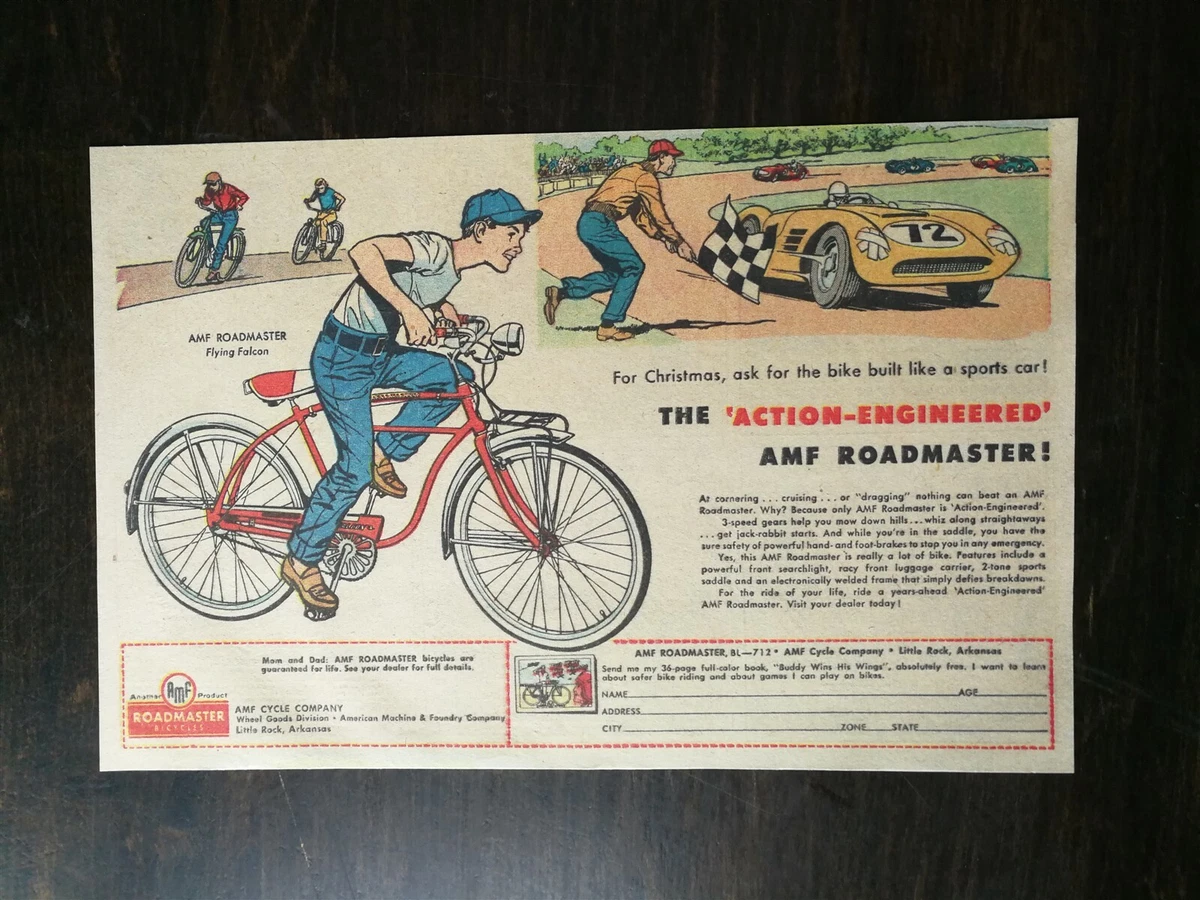 72
AMF ROADMASTER
Flying Falcon
For Christmas, ask for the bike built like a sports car!
THE 'ACTION-ENGINEERED'
AMF ROADMASTER!
At cornering . . . cruising . . . or "dragging" nothing can beat an AMF
Roadmaster. Why? Because only AMF Roadmaster is 'Action-Engineered'.
3-speed gears help you mow down hills . . . whiz along straightaways
. . . get jack-rabbit starts. And while you're in the saddle, you have the
sure safety of powerful hand- and foot-brakes to stop you in any emergency.
Yes, this AMF Roadmaster is really a lot of bike. Features include a
powerful front searchlight, racy front luggage carrier, 2-tone sports
saddle and an electronically welded frame that simply defies breakdowns.
For the ride of your life, ride a years-ahead 'Action-Engineered'
AMF Roadmaster. Visit your dealer today!
Mom and Dad: AMF ROADMASTER bicycles are
guaranteed for life. See your dealer for full details.
Another AMF Product
ROADMASTER
BICYCLES
AMF CYCLE COMPANY
Wheel Goods Division • American Machine & Foundry Company
Little Rock, Arkansas
AMF ROADMASTER, BL—712 • AMF Cycle Company • Little Rock, Arkansas
Send me my 36-page full-color book, "Buddy Wins His Wings", absolutely free. I want to learn
about safer bike riding and about games I can play on bikes.
NAME AGE
ADDRESS
CITY ZONE STATE